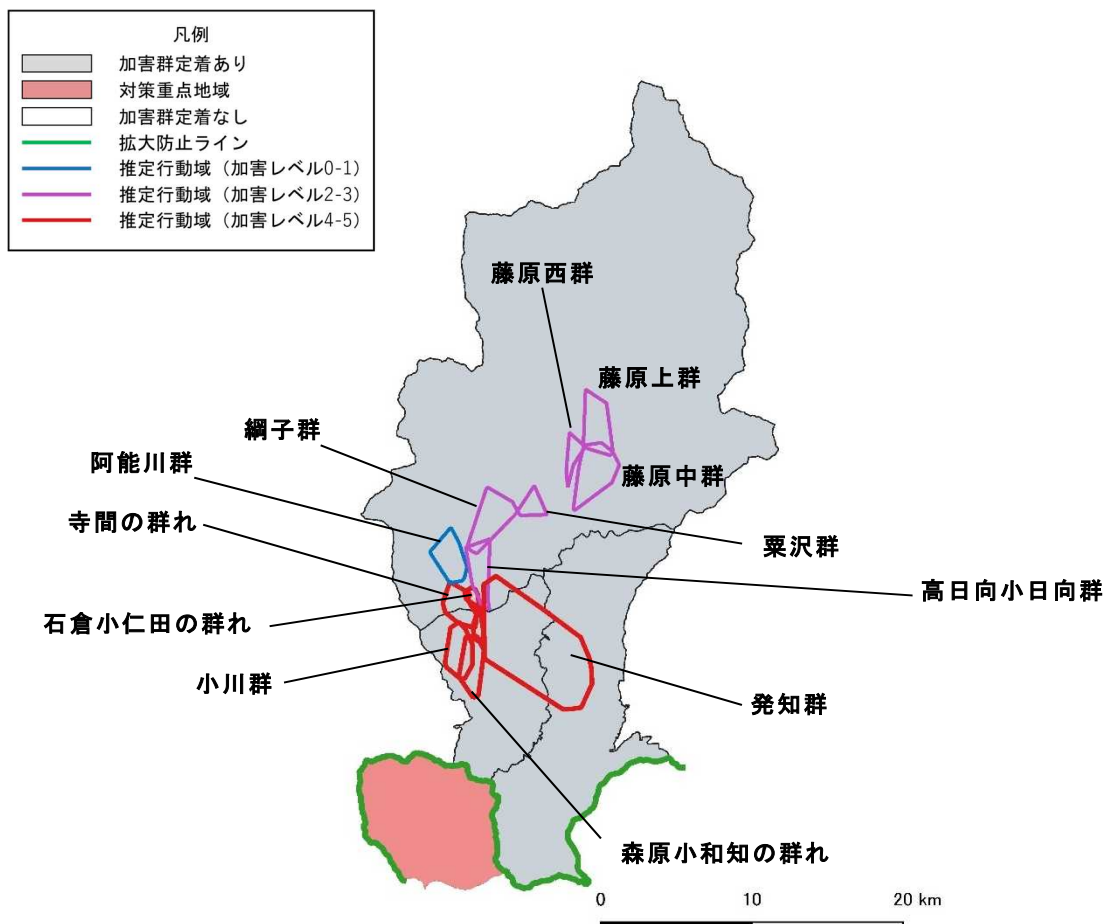 凡例
加害群定着あり
対策重点地域
加害群定着なし
拡大防止ライン
推定行動域（加害レベル0-1）
推定行動域（加害レベル2-3）
推定行動域（加害レベル4-5）
藤原西群
藤原上群
綱子群
阿能川群
藤原中群
寺間の群れ
粟沢群
高日向小日向群
石倉小仁田の群れ
小川群
発知群
森原小和知の群れ
0 10 20 km